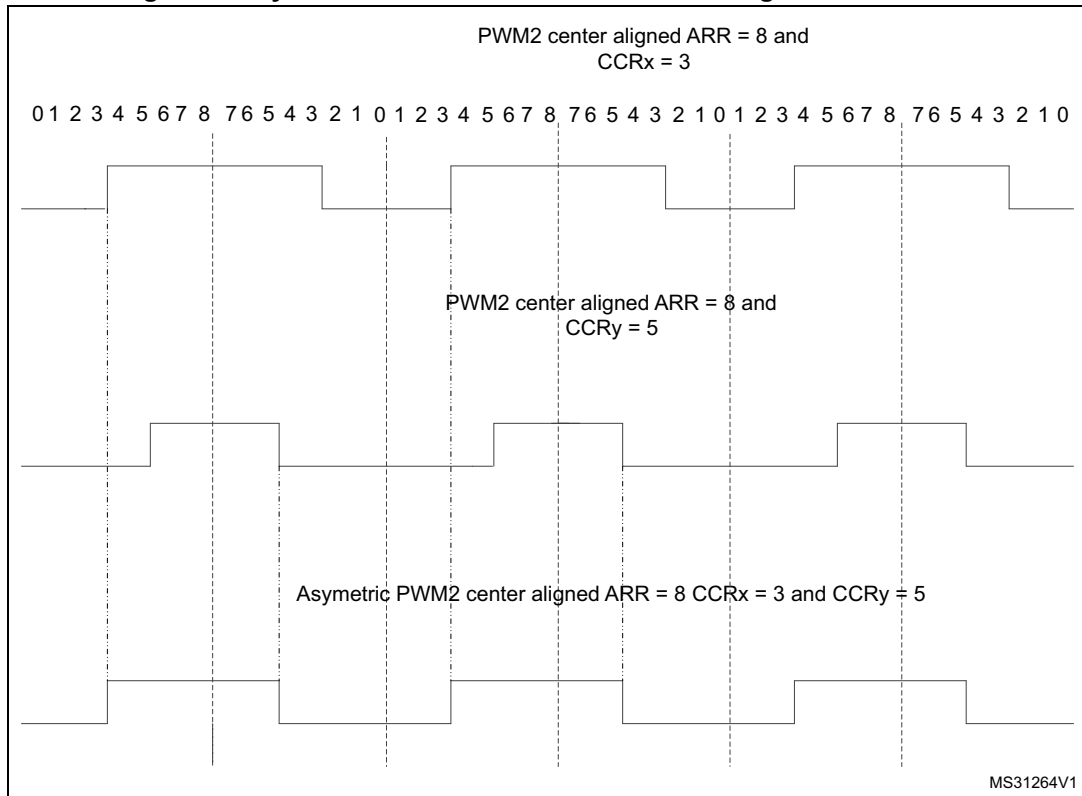 PWM2 center aligned ARR = 8 and
CCRx = 3
0 1 2 3 4 5 6 7 8 7 6 5 4 3 2 1 0 1 2 3 4 5 6 7 8 7 6 5 4 3 2 1 0 1 2 3 4 5 6 7 8 7 6 5 4 3 2 1 0
PWM2 center aligned ARR = 8 and
CCRy = 5
Asymetric PWM2 center aligned ARR = 8 CCRx = 3 and CCRy = 5
MS31264V1